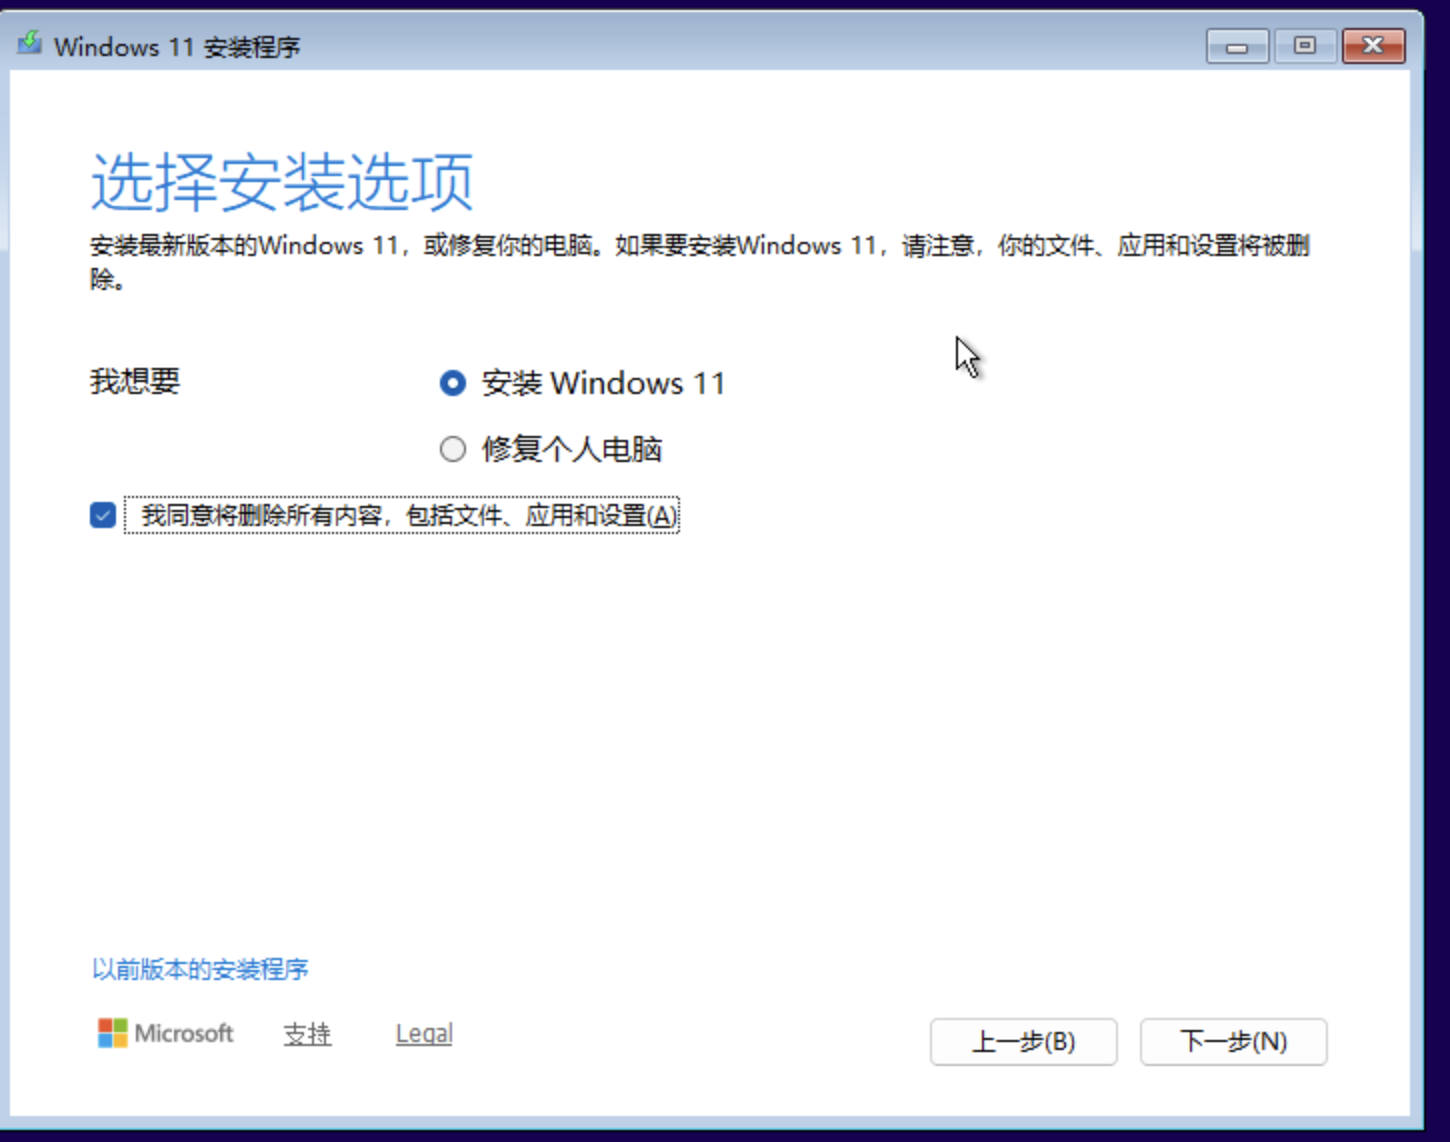 Windows 11 安装程序
选择安装选项
安装最新版本的Windows 11，或修复你的电脑。如果要安装Windows 11，请注意，你的文件、应用和设置将被删
除。
我想要
安装 Windows 11
修复个人电脑
我同意将删除所有内容，包括文件、应用和设置(A)
以前版本的安装程序
Microsoft 支持 Legal
上一步(B) 下一步(N)